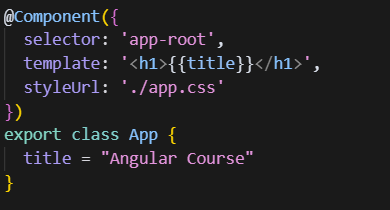 @Component({
  selector: 'app-root',
  template: '<h1>{{title}}</h1>',
  styleUrl: './app.css'
})
export class App {
  title = "Angular Course"
}